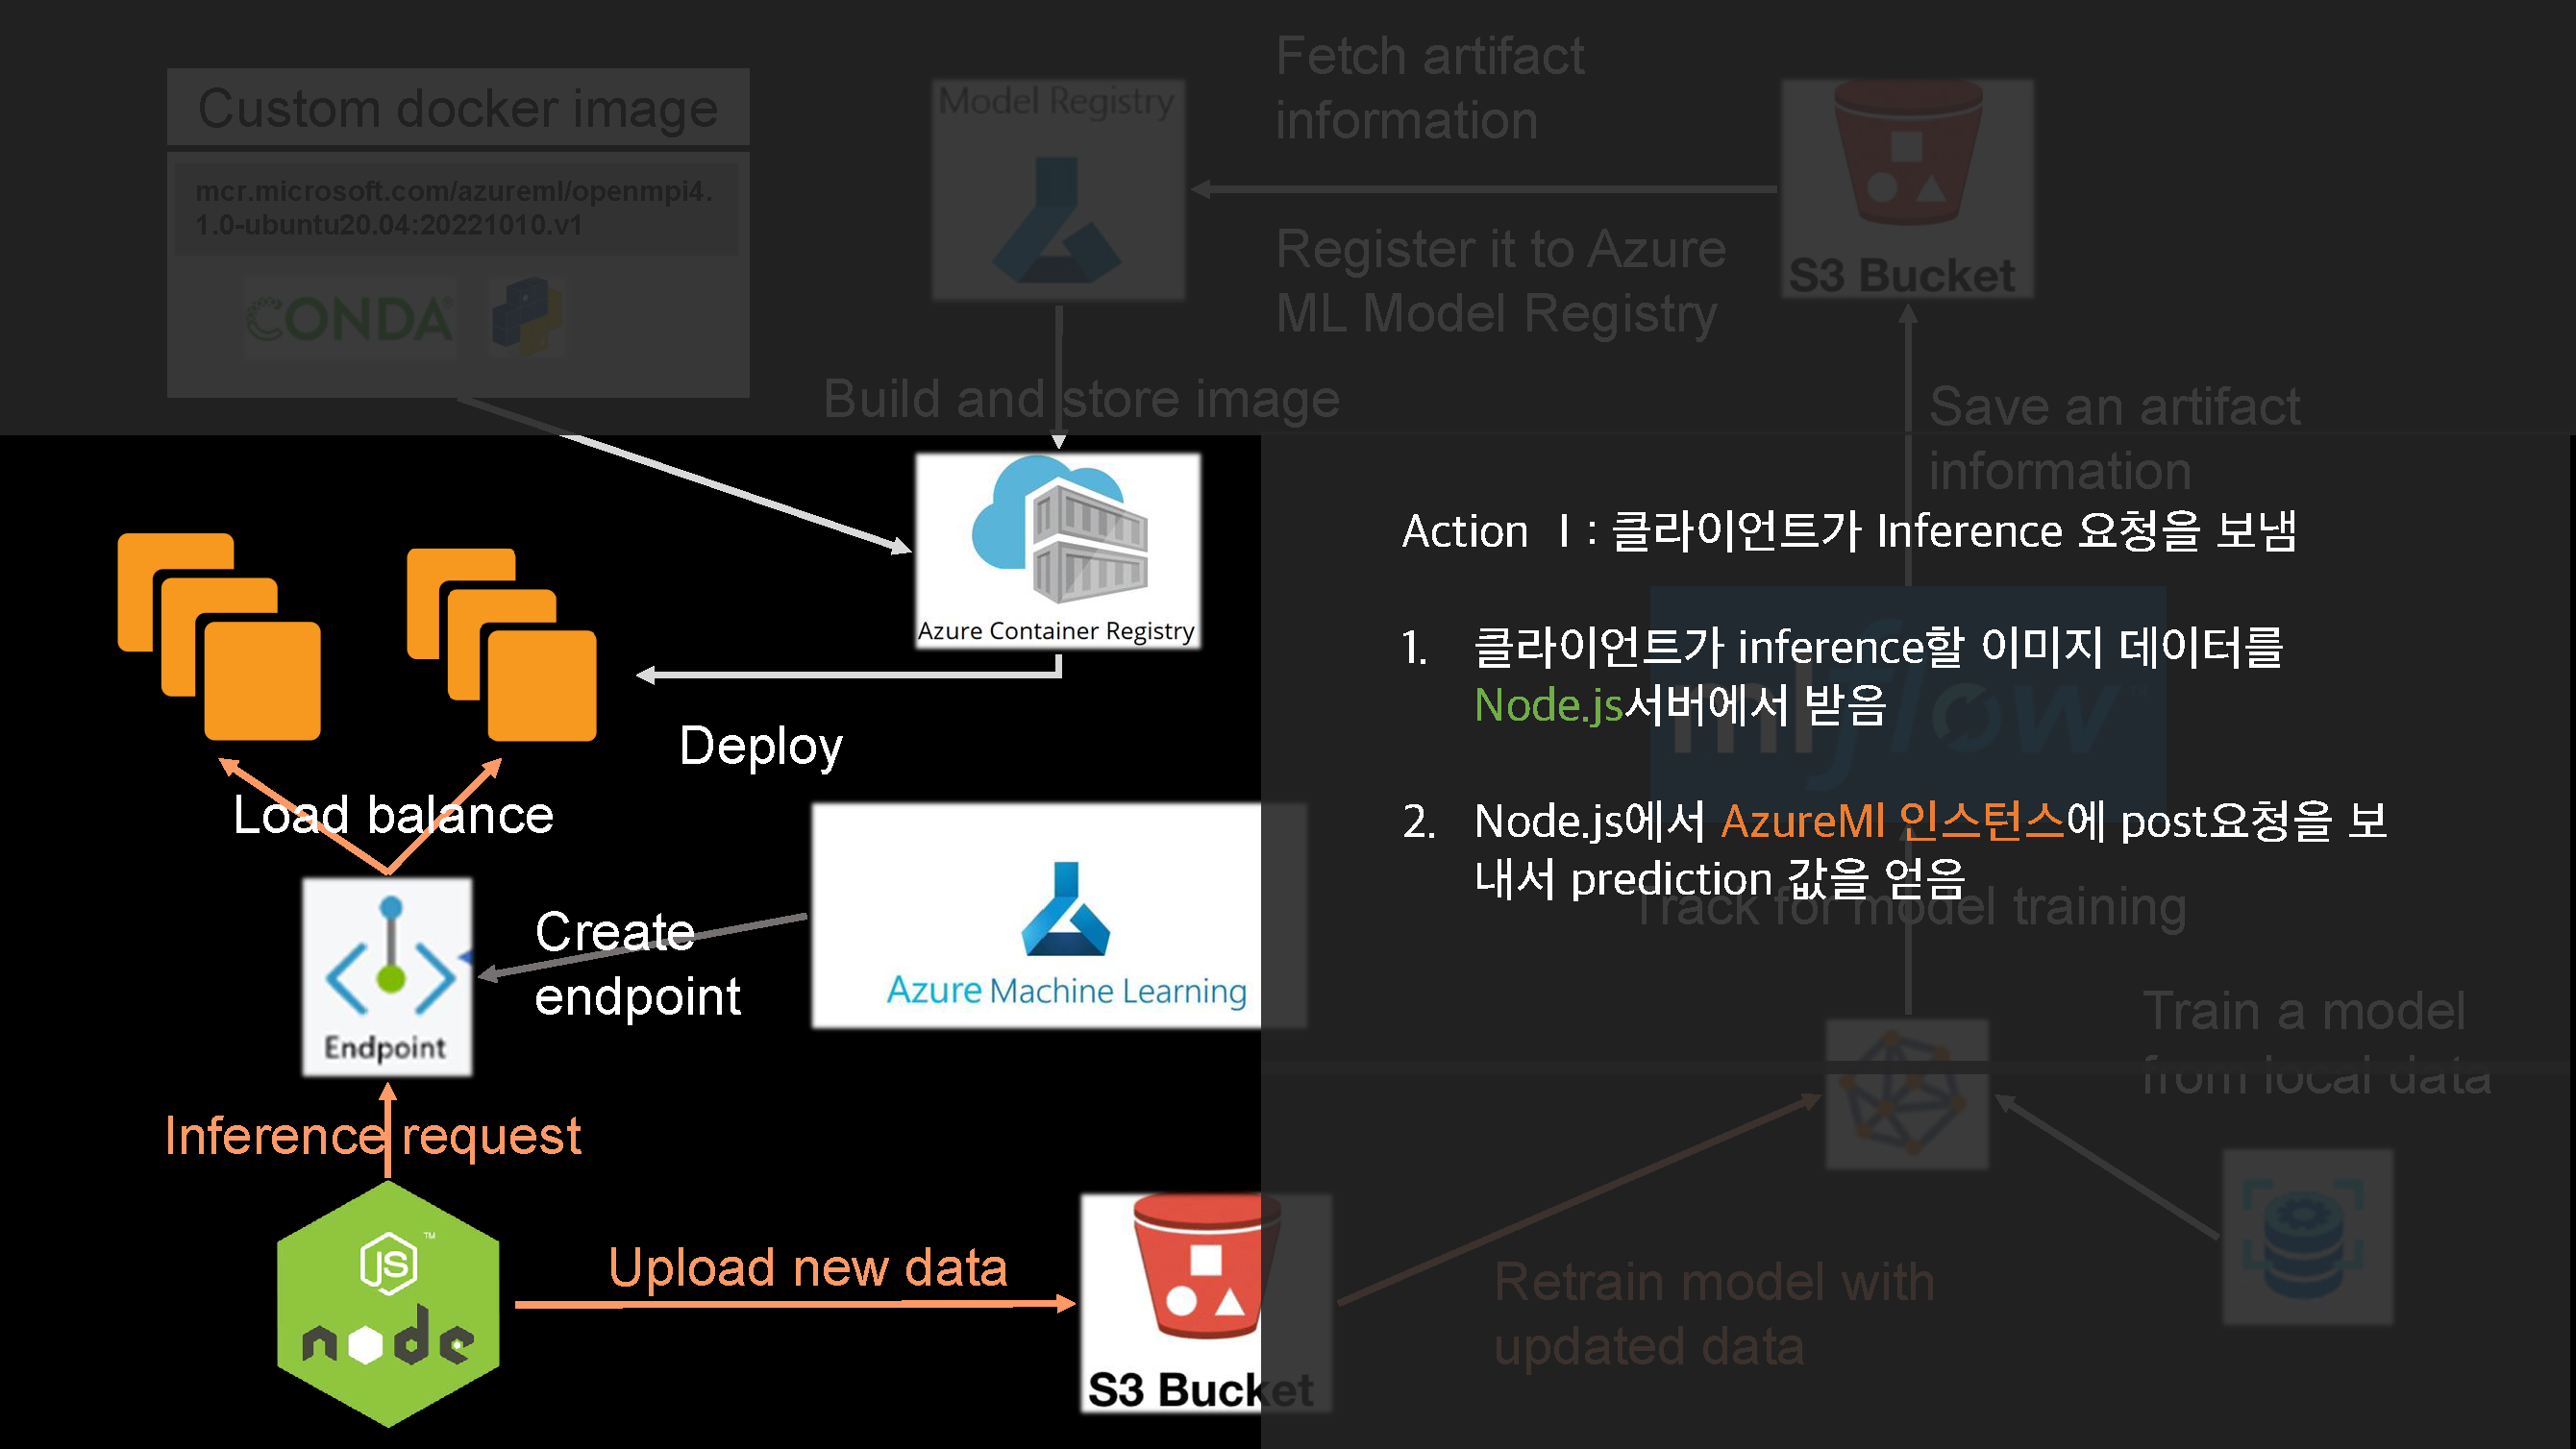 Custom docker image
mcr.microsoft.com/azureml/openmpi4.
1.0-ubuntu20.04:20221010.v1
CONDA
Model Registry
Fetch artifact
information
Register it to Azure
ML Model Registry
S3 Bucket
Build and store image
Save an artifact
information
Azure Container Registry
Deploy
Load balance
Create
endpoint
Endpoint
Azure Machine Learning
Inference request
JS
node
Upload new data
S3 Bucket
Action 1 : 클라이언트가 Inference 요청을 보냄
1. 클라이언트가 inference할 이미지 데이터를
Node.js서버에서 받음
2. Node.js에서 AzureMl 인스턴스에 post요청을 보
내서 prediction 값을 얻음
mlflow
Track for model training
Train a model
from local data
Retrain model with
updated data